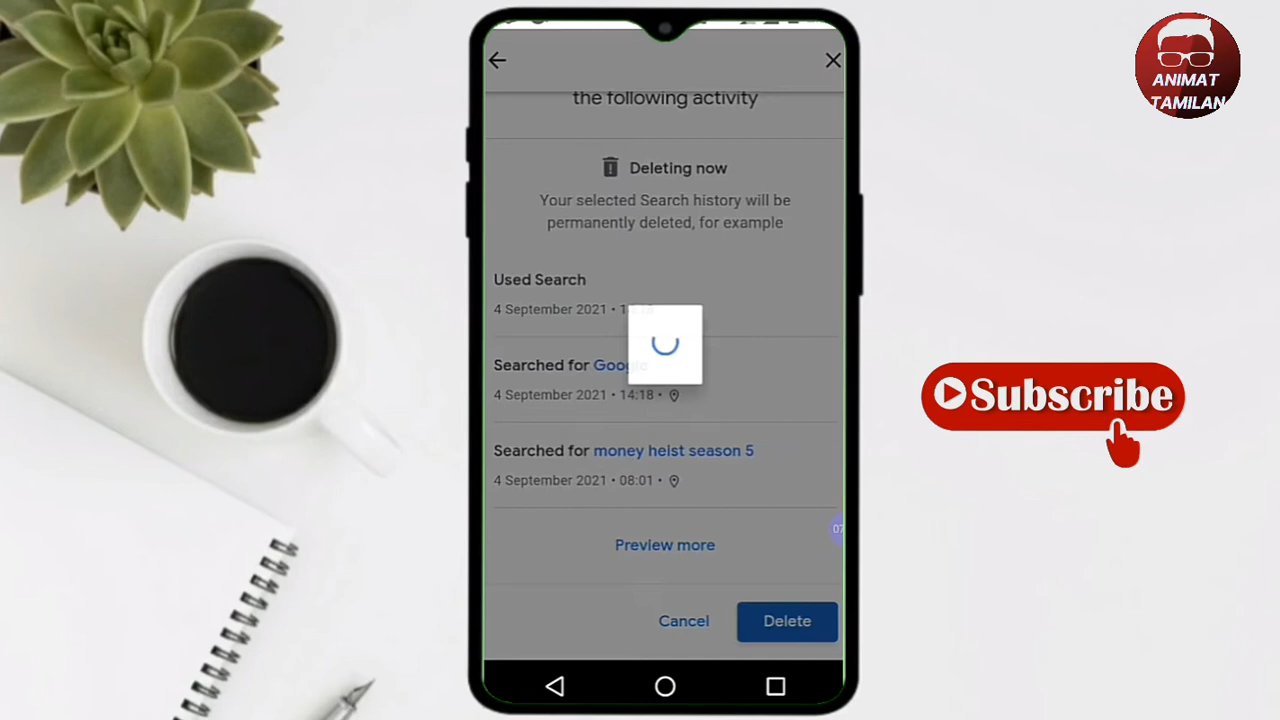 the following activity
Deleting now
Your selected Search history will be
permanently deleted, for example
Used Search
4 September 2021 •
Searched for Google
4 September 2021 • 14:18 •
Searched for money heist season 5
4 September 2021 • 08:01 •
Preview more
07
Cancel
Delete
ANIMAT
TAMILAN
Subscribe